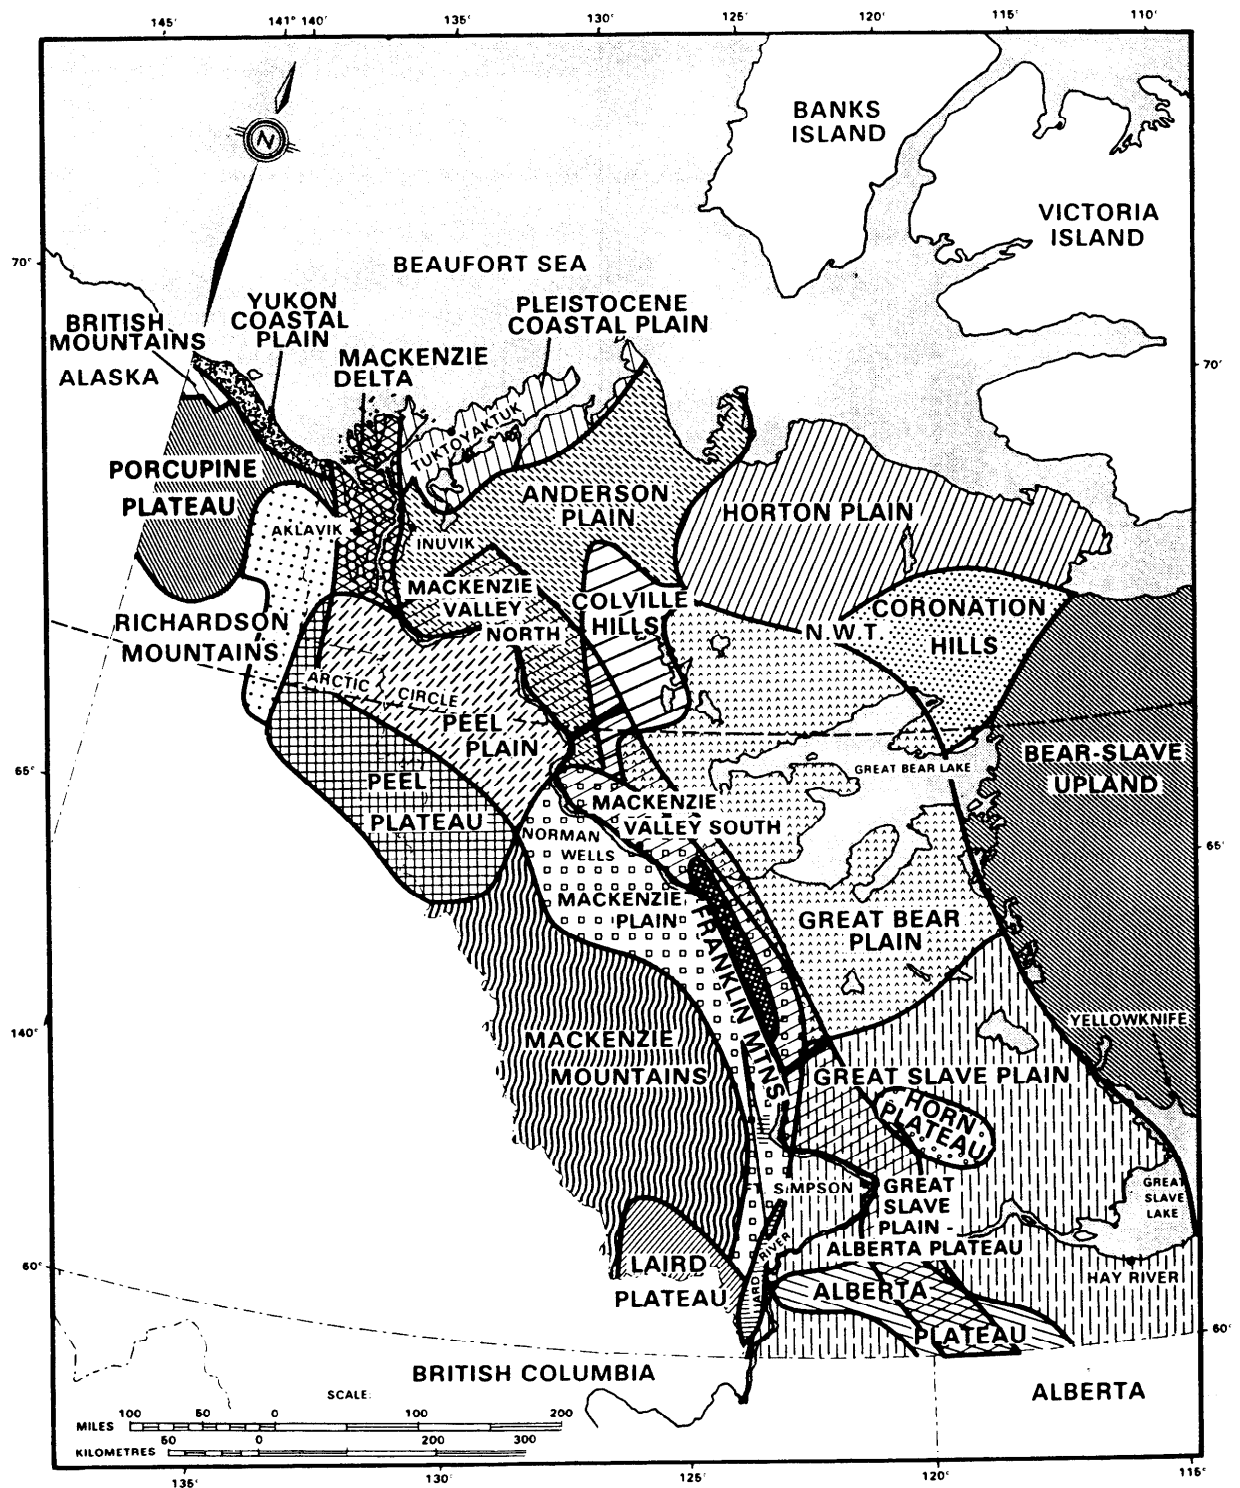 145° 141° 140° 135° 130° 125° 120° 115° 110°
N
BANKS
ISLAND
VICTORIA
ISLAND
70°
BEAUFORT SEA
YUKON
COASTAL
PLAIN
PLEISTOCENE
COASTAL PLAIN
BRITISH
MOUNTAINS
MACKENZIE
DELTA
ALASKA
70°
TUKTOYAKTUK
PORCUPINE
PLATEAU
ANDERSON
PLAIN
HORTON PLAIN
AKLAVIK
INUVIK
MACKENZIE
VALLEY
NORTH
COLVILLE
HILLS
CORONATION
HILLS
N.W.T
RICHARDSON
MOUNTAINS
ARCTIC CIRCLE
PEEL
PLAIN
BEAR-SLAVE
UPLAND
65°
GREAT BEAR LAKE
PEEL
PLATEAU
MACKENZIE
VALLEY SOUTH
NORMAN
WELLS
65°
MACKENZIE
PLAIN
FRANKLIN MTNS
GREAT BEAR
PLAIN
140°
YELLOWKNIFE
MACKENZIE
MOUNTAINS
GREAT SLAVE PLAIN
HORN
PLATEAU
FT. SIMPSON
GREAT
SLAVE
PLAIN -
ALBERTA PLATEAU
GREAT
SLAVE
LAKE
60°
LAIRD
PLATEAU
RIVER
ALBERTA
PLATEAU
HAY RIVER
60°
BRITISH COLUMBIA
ALBERTA
SCALE:
MILES 100 50 0 100 200
KILOMETRES 50 0 200 300
135° 130° 125° 120° 115°